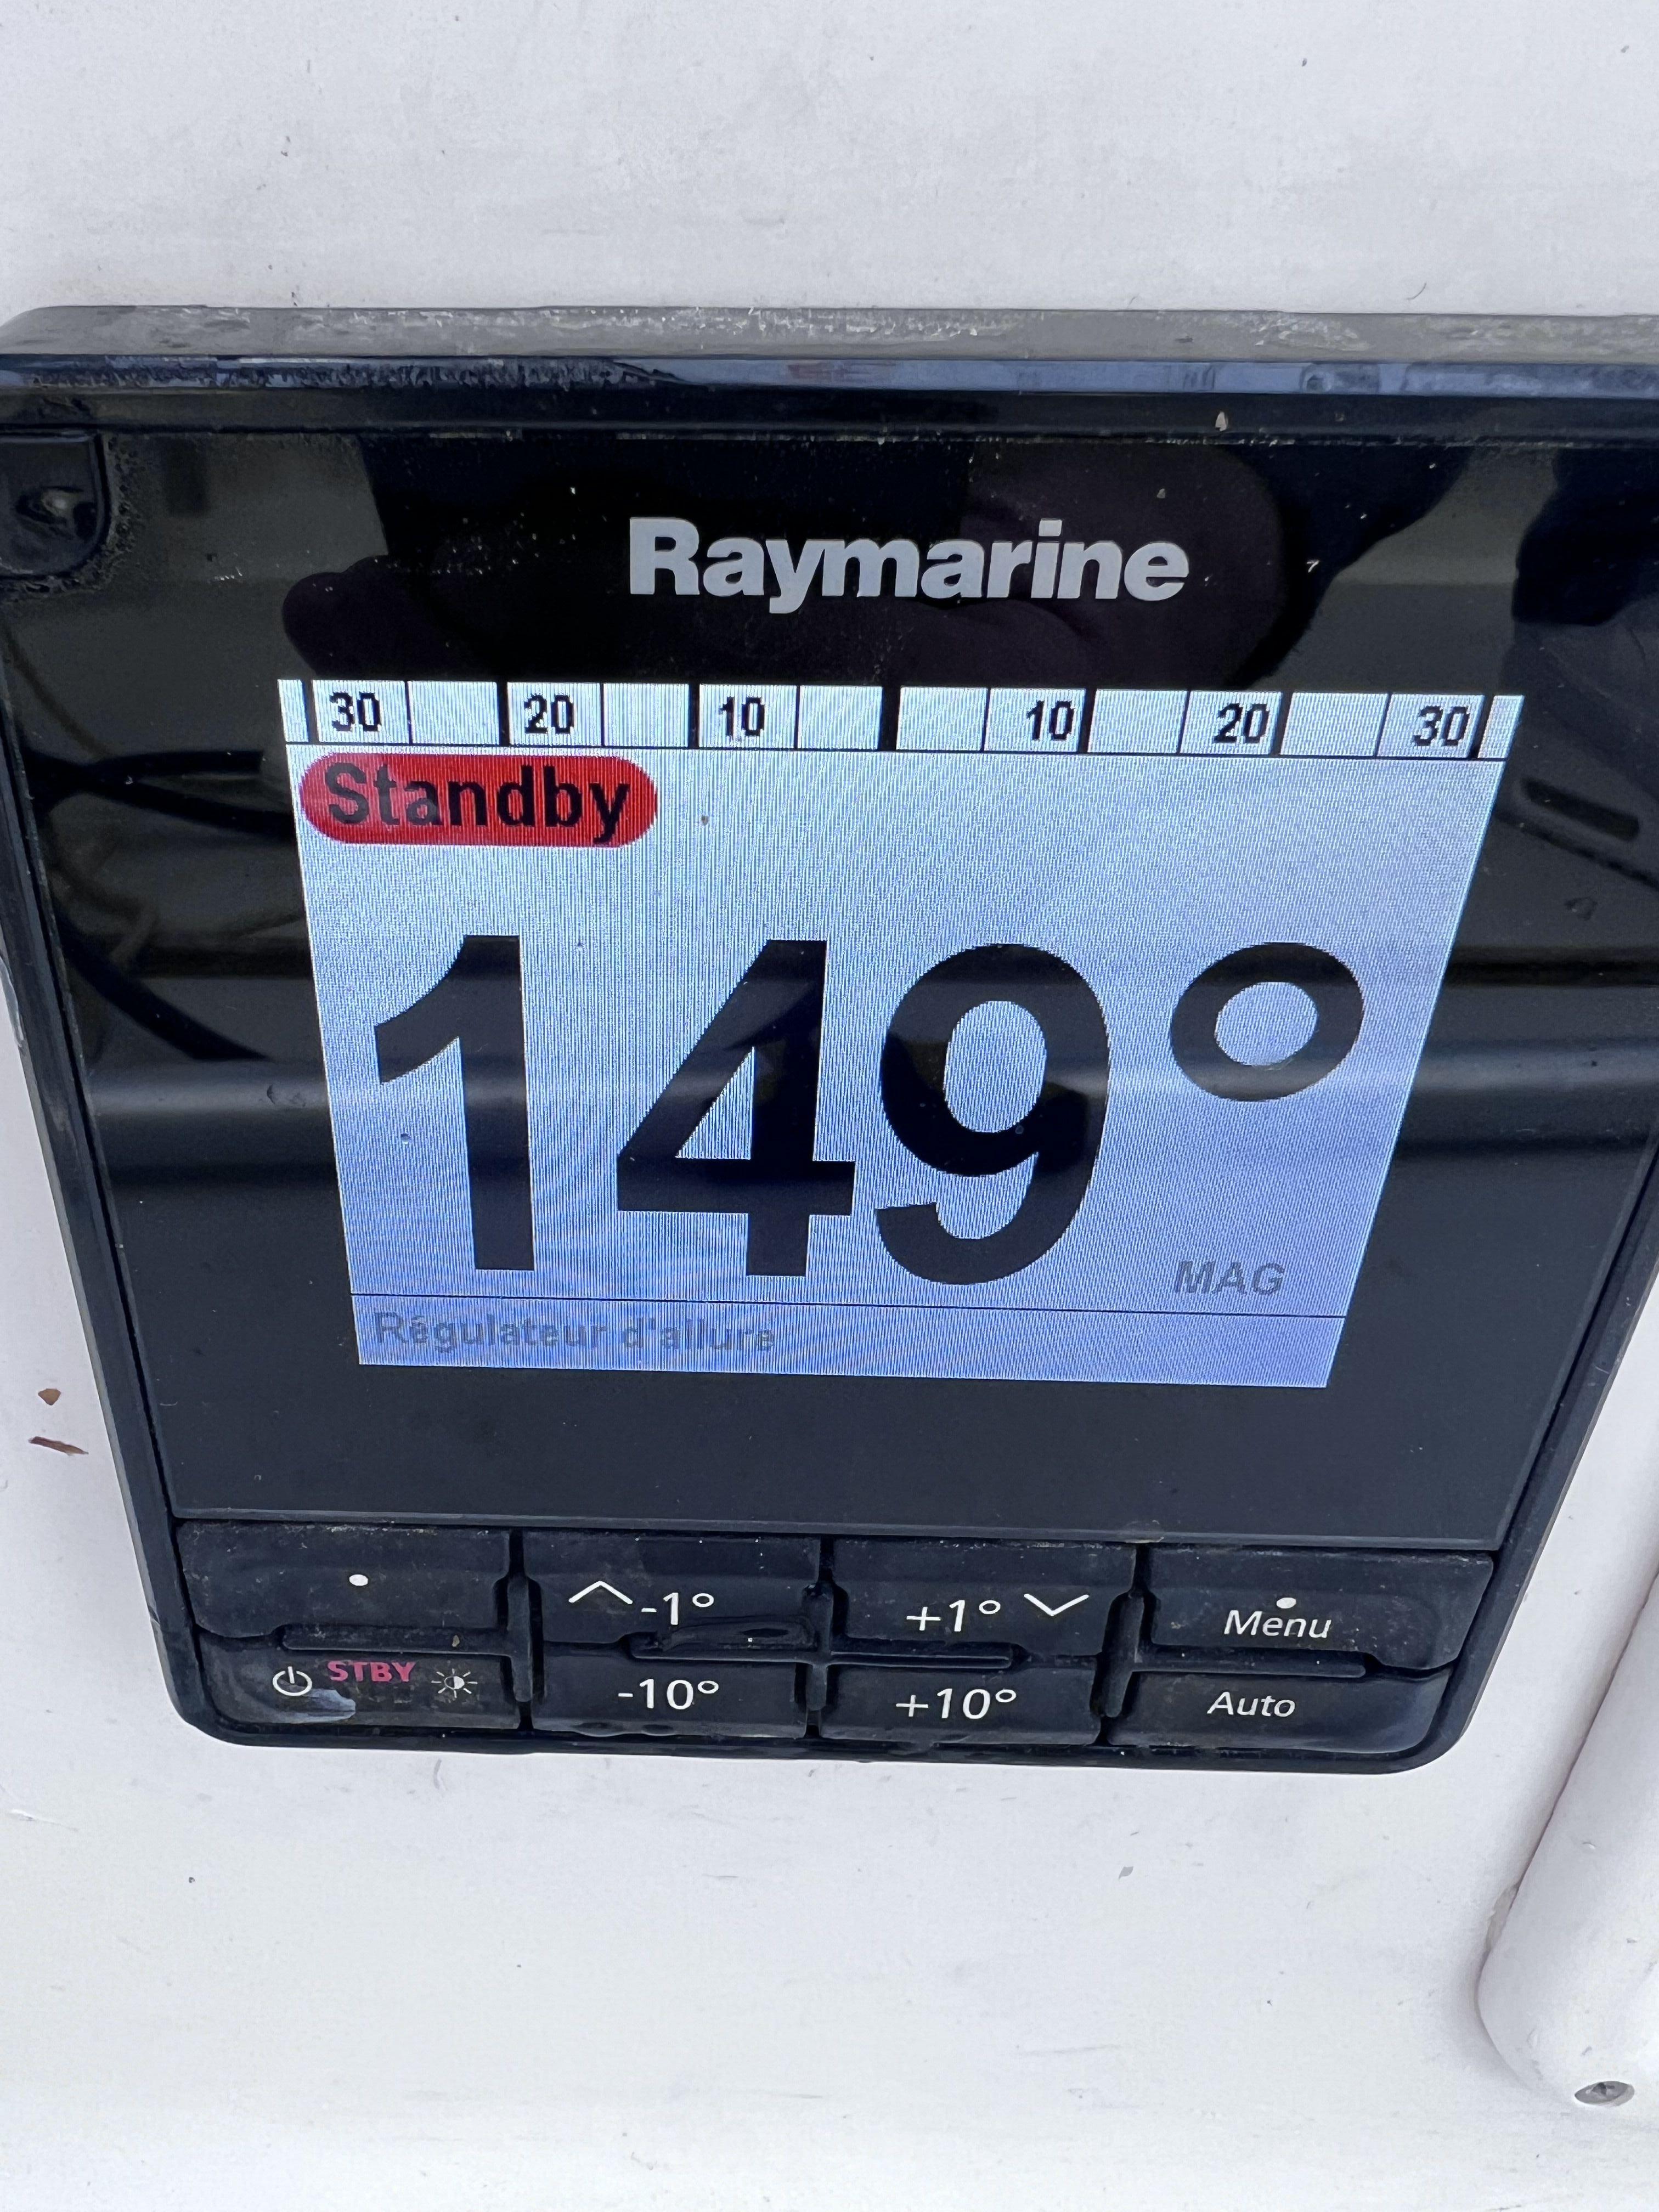 Raymarine
30 20 10 10 20 30
Standby
149°
MAG
Régulateur d'allure
-1° +1° Menu
STBY -10° +10° Auto